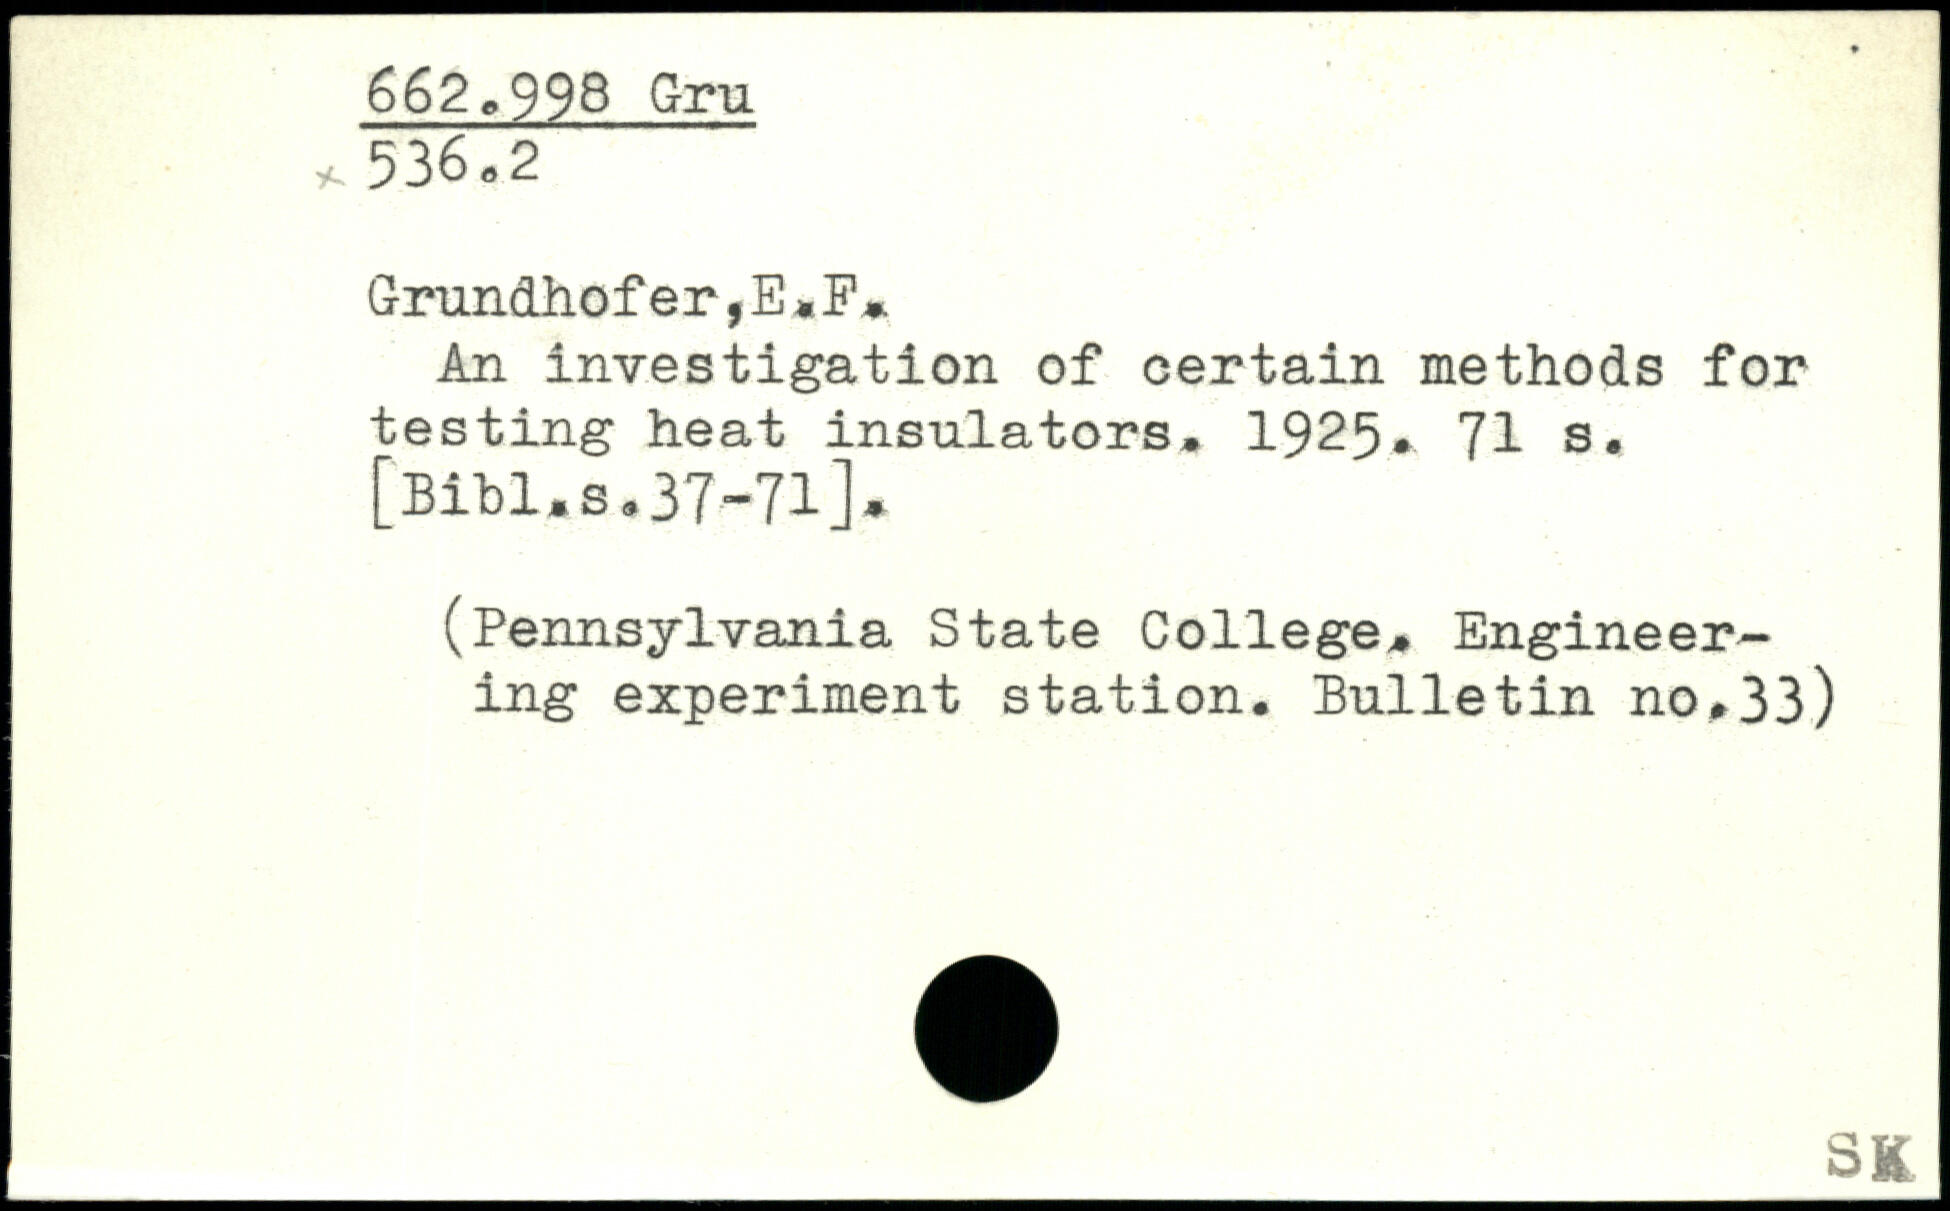 662.998 Gru
x 536.2
Grundhofer,E.F.
An investigation of certain methods for
testing heat insulators. 1925. 71 s.
[Bibl.s.37-71].
(Pennsylvania State College. Engineer-
ing experiment station. Bulletin no.33)
SK